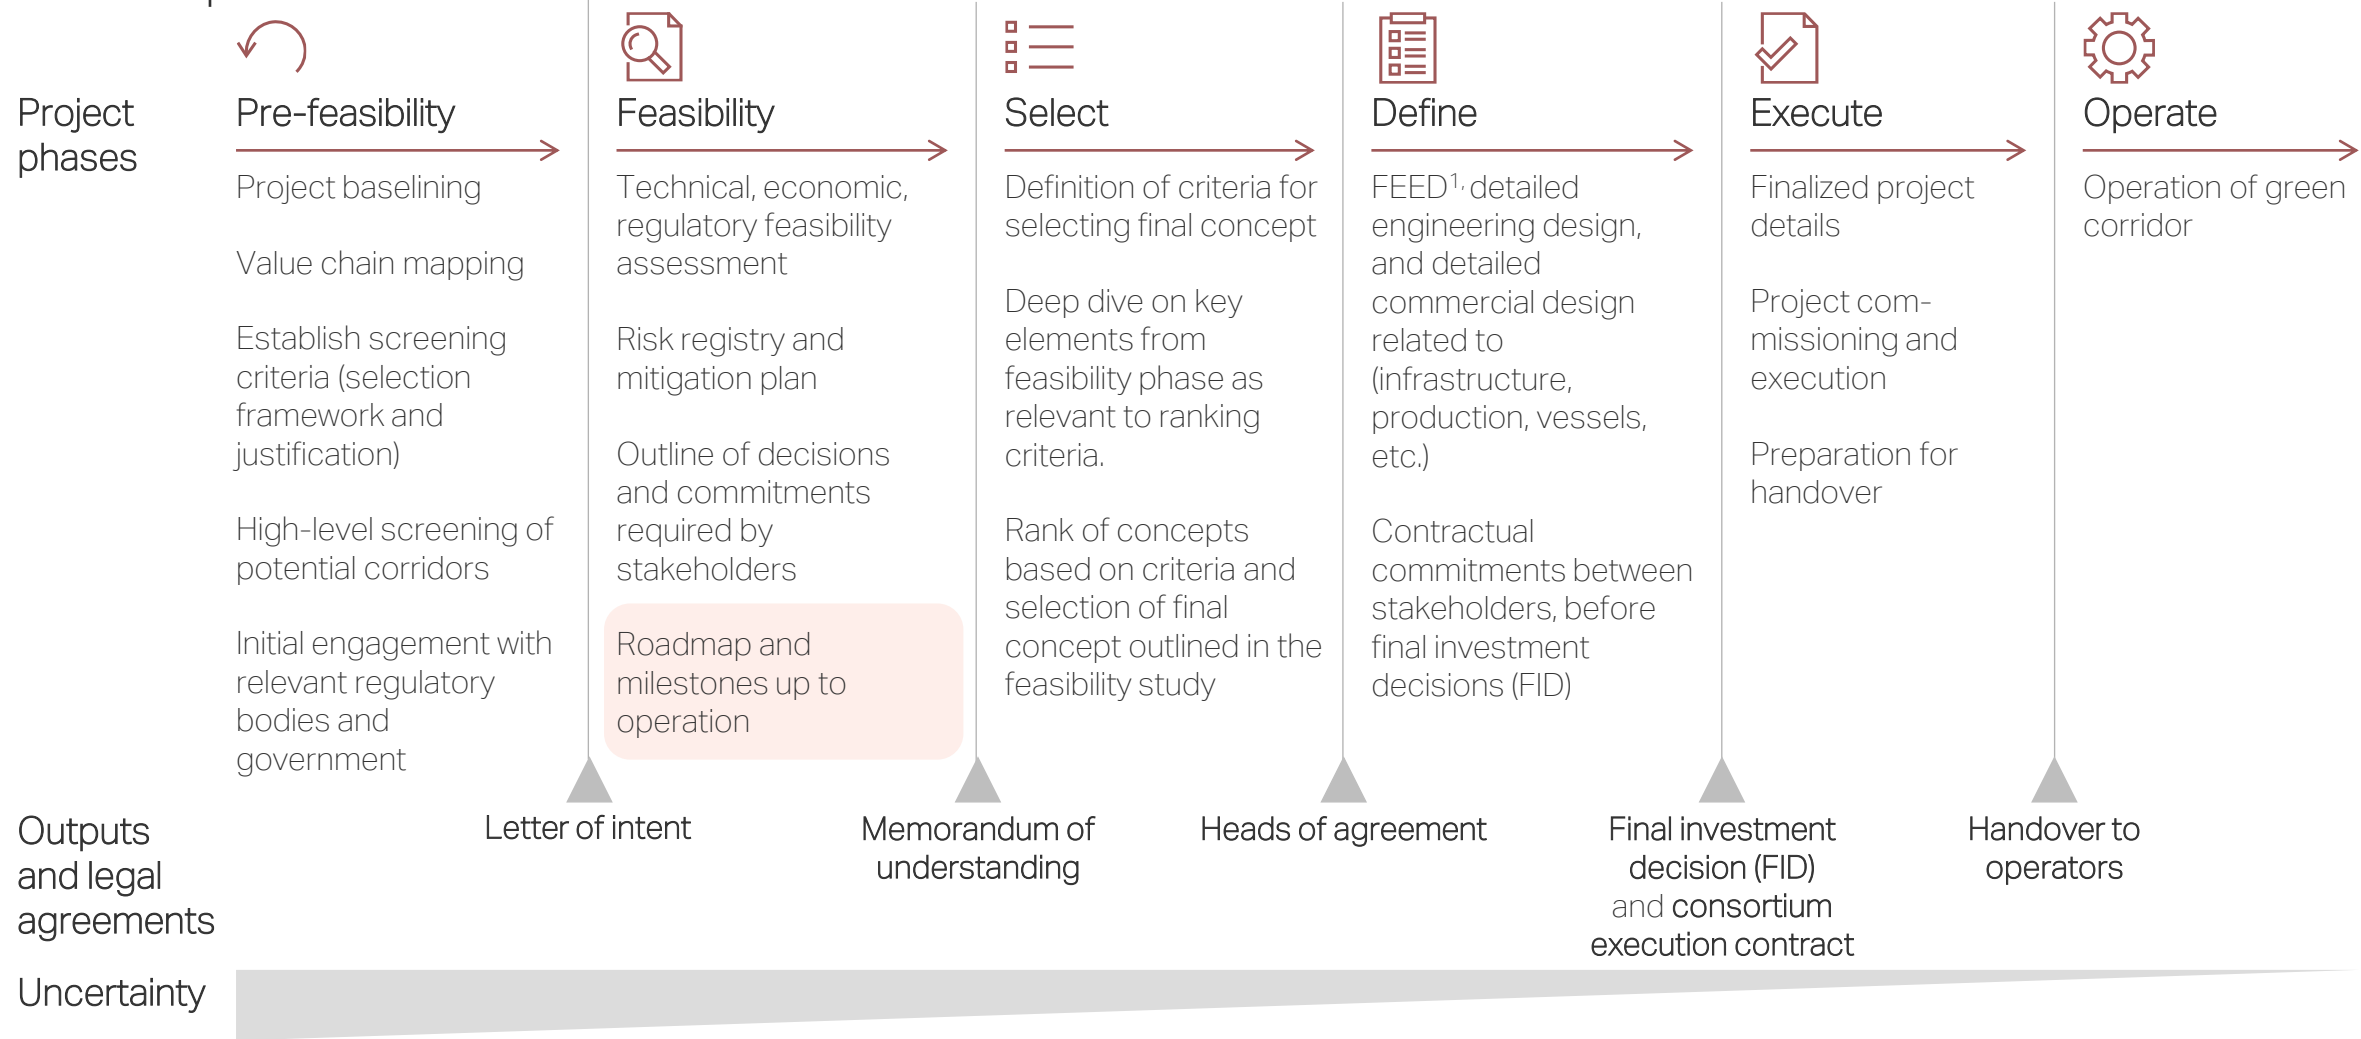 Project
phases
Pre-feasibility
Project baselining
Value chain mapping
Establish screening
criteria (selection
framework and
justification)
High-level screening of
potential corridors
Initial engagement with
relevant regulatory
bodies and
government
Feasibility
Technical, economic,
regulatory feasibility
assessment
Risk registry and
mitigation plan
Outline of decisions
and commitments
required by
stakeholders
Roadmap and
milestones up to
operation
Select
Definition of criteria for
selecting final concept
Deep dive on key
elements from
feasibility phase as
relevant to ranking
criteria.
Rank of concepts
based on criteria and
selection of final
concept outlined in the
feasibility study
Define
FEED¹, detailed
engineering design,
and detailed
commercial design
related to
(infrastructure,
production, vessels,
etc.)
Contractual
commitments between
stakeholders, before
final investment
decisions (FID)
Execute
Finalized project
details
Project com-
missioning and
execution
Preparation for
handover
Operate
Operation of green
corridor
Outputs
and legal
agreements
Letter of intent
Memorandum of
understanding
Heads of agreement
Final investment
decision (FID)
and consortium
execution contract
Handover to
operators
Uncertainty